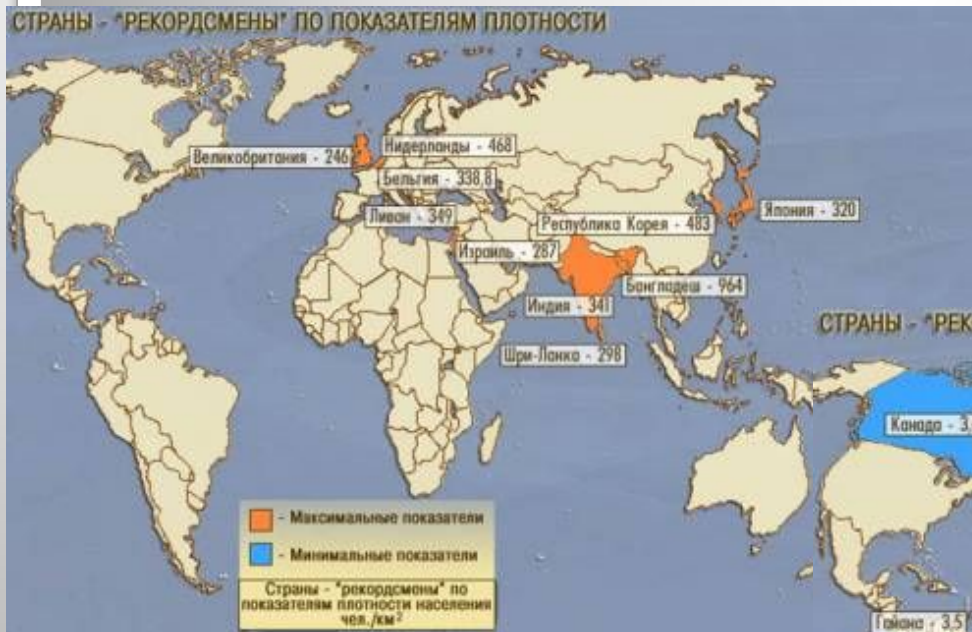 СТРАНЫ - "РЕКОРДСМЕНЫ" ПО ПОКАЗАТЕЛЯМ ПЛОТНОСТИ
Великобритания - 246
Нидерланды - 468
Бельгия - 338,8
Ливан - 349
Республика Корея - 483
Япония - 320
Израиль - 287
Бангладеш - 964
Индия - 341
Шри-Ланка - 298
СТРАНЫ - "РЕК
Канада - 3,
- Максимальные показатели
- Минимальные показатели
Страны - "рекордсмены" по
показателям плотности населения
чел./км²
Гайана - 3,5